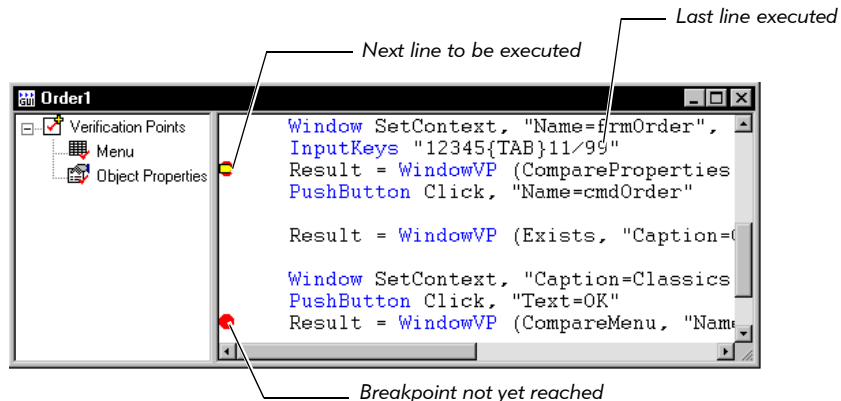 Last line executed
Next line to be executed
GUI Order1
Verification Points
Menu
Object Properties
Window SetContext, "Name=frmOrder",
InputKeys "12345{TAB}11/99"
Result = WindowVP (CompareProperties
PushButton Click, "Name=cmdOrder"
Result = WindowVP (Exists, "Caption=
Window SetContext, "Caption=Classics
PushButton Click, "Text=OK"
Result = WindowVP (CompareMenu, "Nam
Breakpoint not yet reached